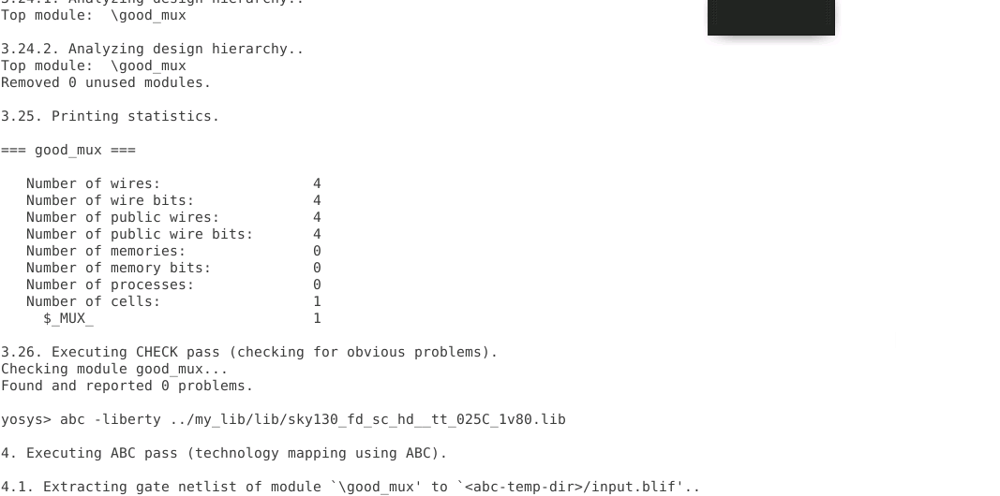 3.24.1. Analyzing design hierarchy..
Top module:  \good_mux
3.24.2. Analyzing design hierarchy..
Top module:  \good_mux
Removed 0 unused modules.
3.25. Printing statistics.
=== good_mux ===
   Number of wires:                  4
   Number of wire bits:              4
   Number of public wires:           4
   Number of public wire bits:       4
   Number of memories:               0
   Number of memory bits:            0
   Number of processes:              0
   Number of cells:                  1
     $_MUX_                          1
3.26. Executing CHECK pass (checking for obvious problems).
Checking module good_mux...
Found and reported 0 problems.
yosys> abc -liberty ../my_lib/lib/sky130_fd_sc_hd__tt_025C_1v80.lib
4. Executing ABC pass (technology mapping using ABC).
4.1. Extracting gate netlist of module `\good_mux' to `<abc-temp-dir>/input.blif'..